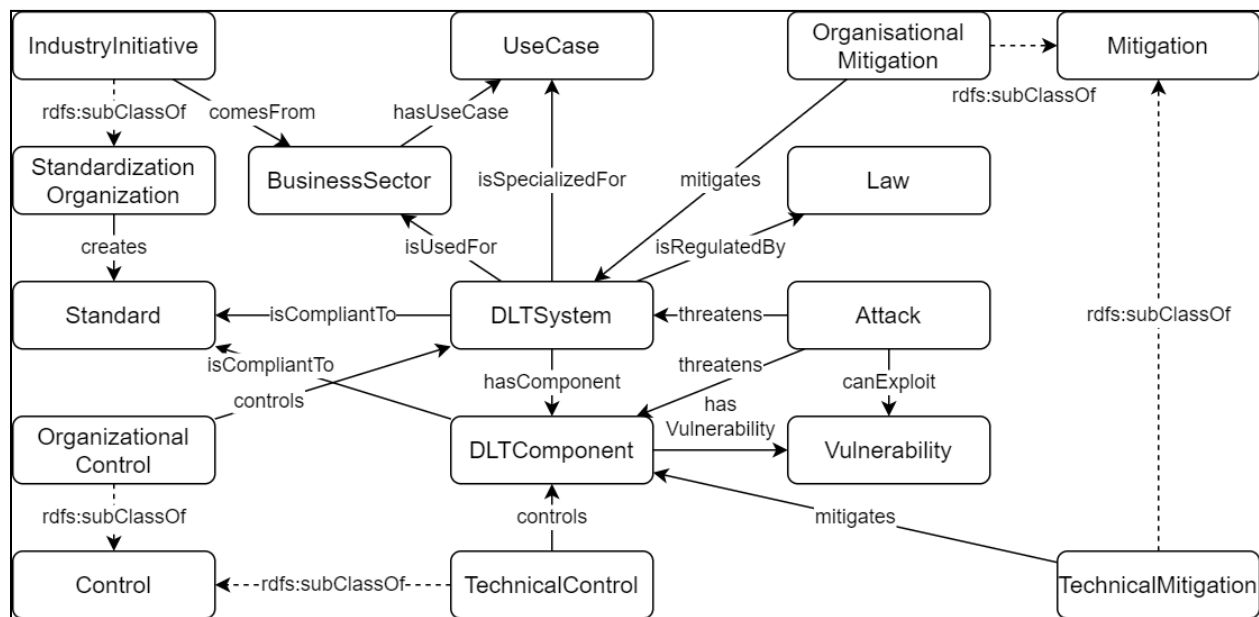 IndustryInitiative
UseCase
Organisational
Mitigation
Mitigation
rdfs:subClassOf
rdfs:subClassOf
comesFrom
hasUseCase
Standardization
Organization
BusinessSector
isSpecializedFor
mitigates
Law
creates
isUsedFor
isRegulatedBy
Standard
isCompliantTo
DLTSystem
threatens
Attack
rdfs:subClassOf
isCompliantTo
controls
hasComponent
threatens
canExploit
has
Vulnerability
Organizational
Control
DLTComponent
Vulnerability
rdfs:subClassOf
controls
mitigates
Control
rdfs:subClassOf
TechnicalControl
TechnicalMitigation